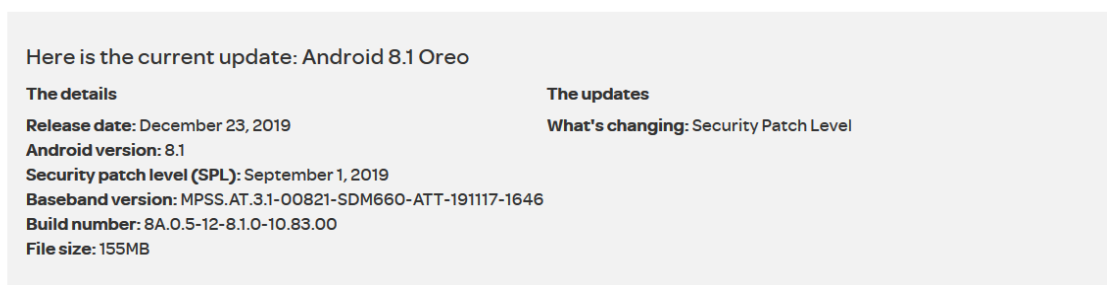 Here is the current update: Android 8.1 Oreo
The details
Release date: December 23, 2019
Android version: 8.1
Security patch level (SPL): September 1, 2019
Baseband version: MPSS.AT.3.1-00821-SDM660-ATT-191117-1646
Build number: 8A.0.5-12-8.1.0-10.83.00
File size: 155MB
The updates
What's changing: Security Patch Level